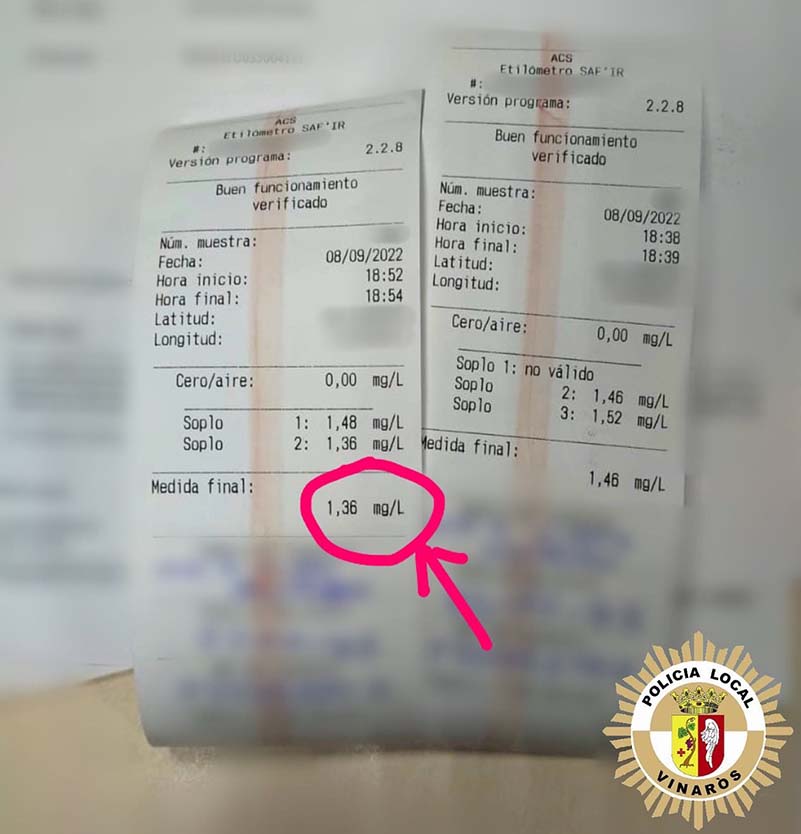 ACS
Etilómetro SAF'IR
#:
Versión programa: 2.2.8
Buen funcionamiento
verificado
Núm. muestra:
Fecha: 08/09/2022
Hora inicio: 18:52
Hora final: 18:54
Latitud:
Longitud:
Cero/aire: 0,00 mg/L
Soplo 1: 1,48 mg/L
Soplo 2: 1,36 mg/L
Medida final:
1,36 mg/L
ACS
Etilómetro SAF'IR
#:
Versión programa: 2.2.8
Buen funcionamiento
verificado
Núm. muestra:
Fecha: 08/09/2022
Hora inicio: 18:38
Hora final: 18:39
Latitud:
Longitud:
Cero/aire: 0,00 mg/L
Soplo 1: no válido
Soplo 2: 1,46 mg/L
Soplo 3: 1,52 mg/L
Medida final:
1,46 mg/L
POLICIA LOCAL
VINARÒS